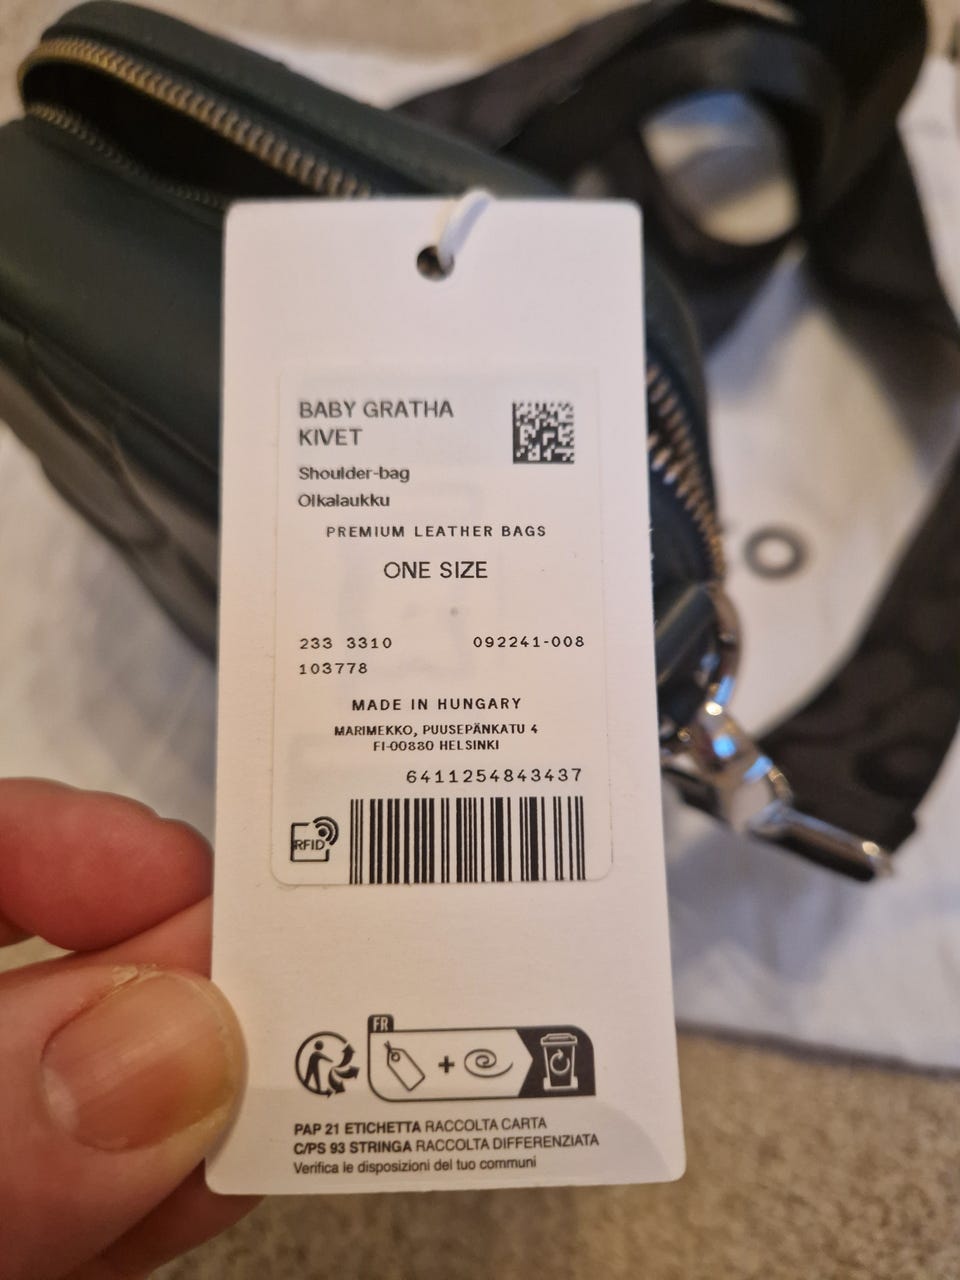 BABY GRATHA
KIVET
Shoulder-bag
Olkalaukku
PREMIUM LEATHER BAGS
ONE SIZE
233 3310 092241-008
103778
MADE IN HUNGARY
MARIMEKKO, PUUSEPÄNKATU 4
FI-00880 HELSINKI
6411254843437
RFID
FR
PAP 21 ETICHETTA RACCOLTA CARTA
C/PS 93 STRINGA RACCOLTA DIFFERENZIATA
Verifica le disposizioni del tuo communi